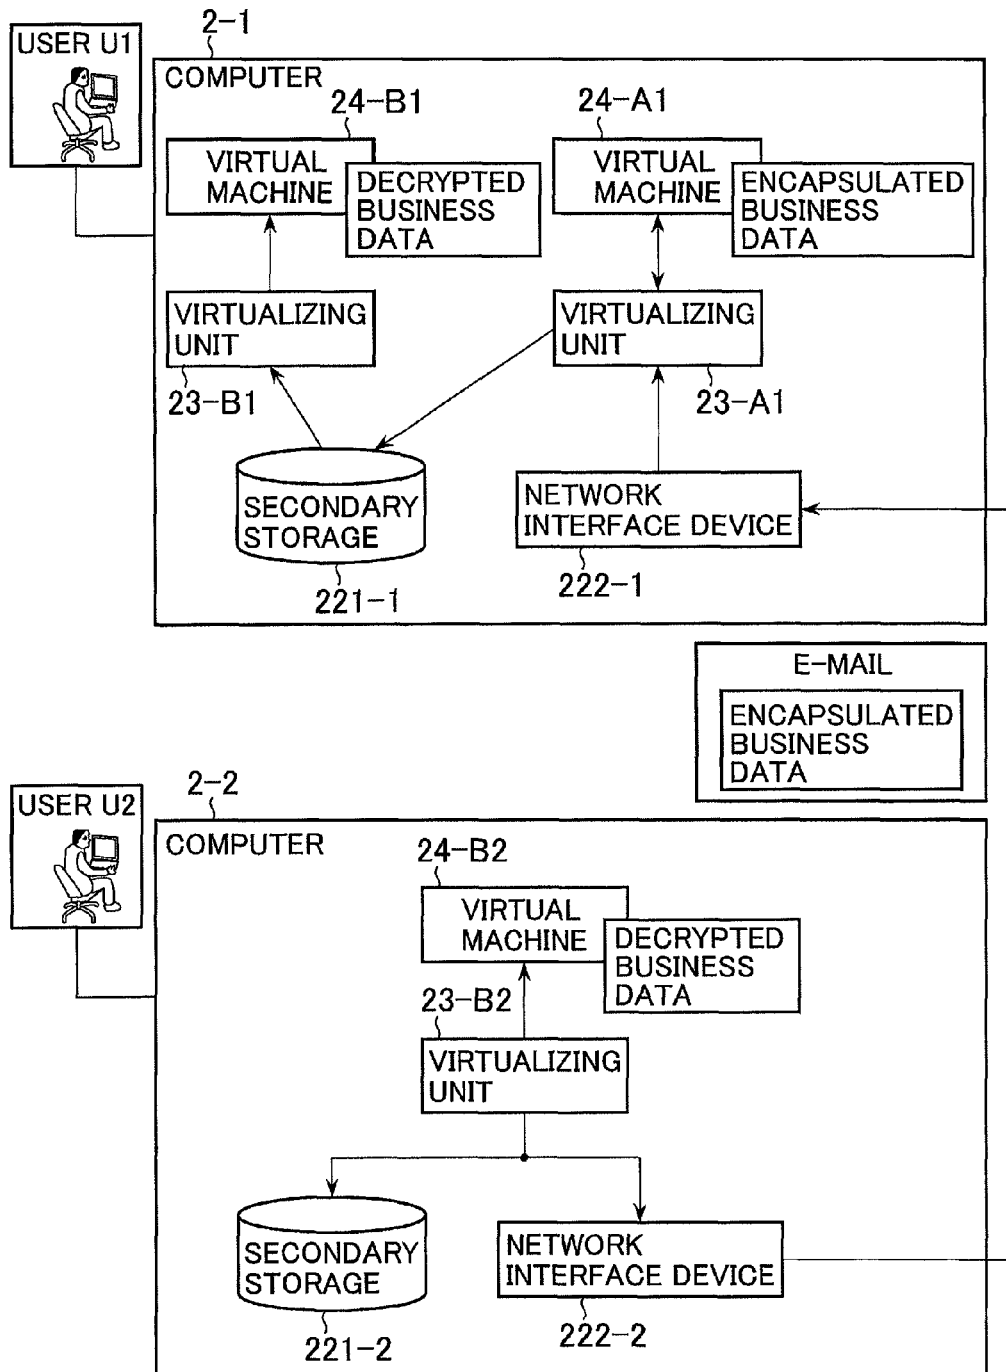 2-1
USER U1
COMPUTER
24-B1
24-A1
VIRTUAL
MACHINE
DECRYPTED
BUSINESS
DATA
VIRTUAL
MACHINE
ENCAPSULATED
BUSINESS
DATA
VIRTUALIZING
UNIT
VIRTUALIZING
UNIT
23-B1
23-A1
SECONDARY
STORAGE
NETWORK
INTERFACE DEVICE
221-1
222-1
E-MAIL
ENCAPSULATED
BUSINESS
DATA
2-2
USER U2
COMPUTER
24-B2
VIRTUAL
MACHINE
DECRYPTED
BUSINESS
DATA
23-B2
VIRTUALIZING
UNIT
SECONDARY
STORAGE
NETWORK
INTERFACE DEVICE
221-2
222-2